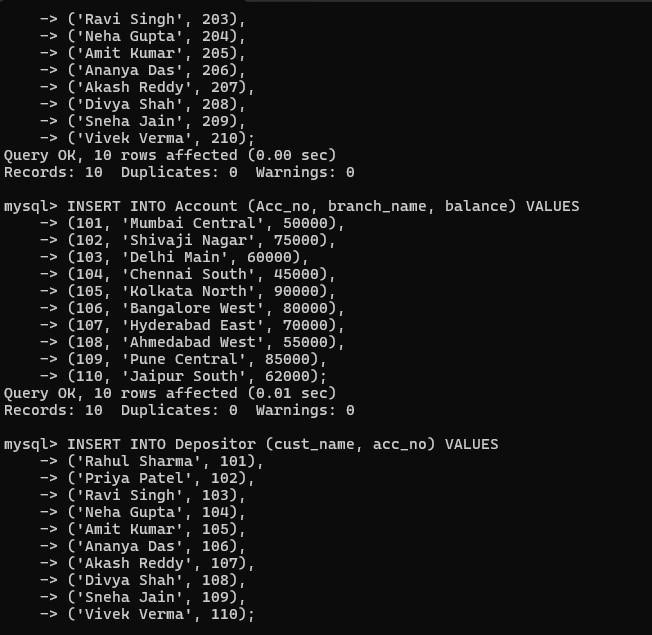 -> ('Ravi Singh', 203),
    -> ('Neha Gupta', 204),
    -> ('Amit Kumar', 205),
    -> ('Ananya Das', 206),
    -> ('Akash Reddy', 207),
    -> ('Divya Shah', 208),
    -> ('Sneha Jain', 209),
    -> ('Vivek Verma', 210);
Query OK, 10 rows affected (0.00 sec)
Records: 10  Duplicates: 0  Warnings: 0

mysql> INSERT INTO Account (Acc_no, branch_name, balance) VALUES
    -> (101, 'Mumbai Central', 50000),
    -> (102, 'Shivaji Nagar', 75000),
    -> (103, 'Delhi Main', 60000),
    -> (104, 'Chennai South', 45000),
    -> (105, 'Kolkata North', 90000),
    -> (106, 'Bangalore West', 80000),
    -> (107, 'Hyderabad East', 70000),
    -> (108, 'Ahmedabad West', 55000),
    -> (109, 'Pune Central', 85000),
    -> (110, 'Jaipur South', 62000);
Query OK, 10 rows affected (0.01 sec)
Records: 10  Duplicates: 0  Warnings: 0

mysql> INSERT INTO Depositor (cust_name, acc_no) VALUES
    -> ('Rahul Sharma', 101),
    -> ('Priya Patel', 102),
    -> ('Ravi Singh', 103),
    -> ('Neha Gupta', 104),
    -> ('Amit Kumar', 105),
    -> ('Ananya Das', 106),
    -> ('Akash Reddy', 107),
    -> ('Divya Shah', 108),
    -> ('Sneha Jain', 109),
    -> ('Vivek Verma', 110);